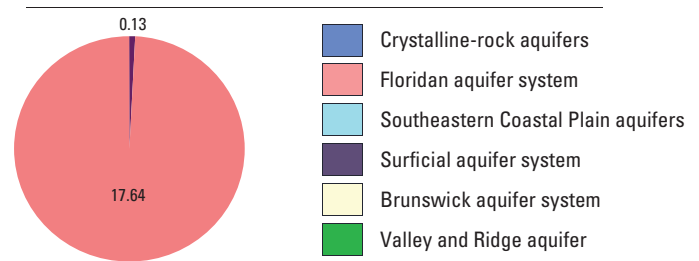 0.13
17.64
Crystalline-rock aquifers
Floridan aquifer system
Southeastern Coastal Plain aquifers
Surficial aquifer system
Brunswick aquifer system
Valley and Ridge aquifer